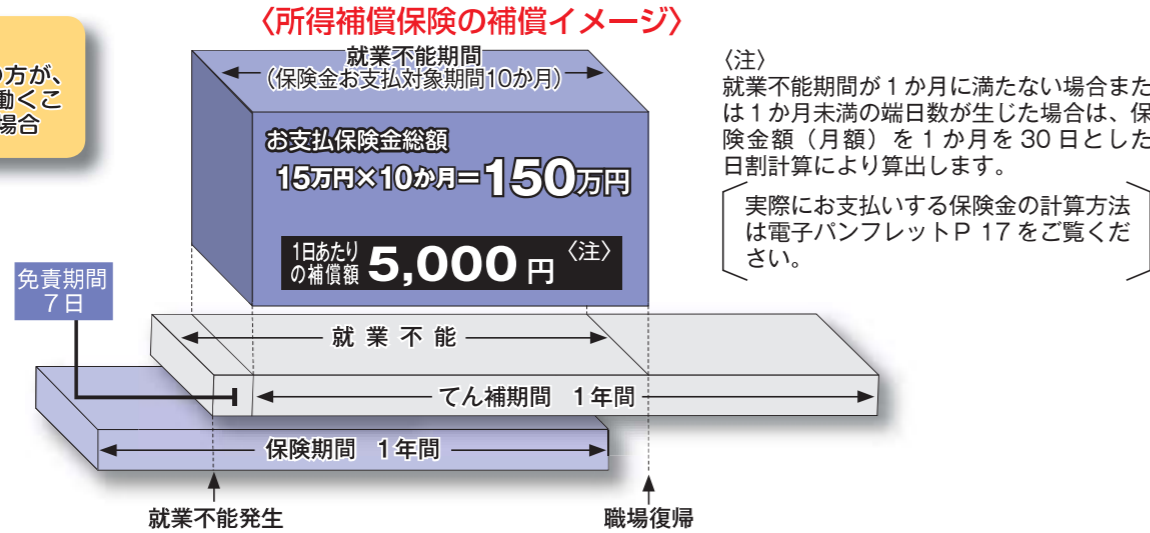 〈所得補償保険の補償イメージ〉
の方が、
働くこ
場合
就業不能期間
（保険金お支払対象期間10か月）
お支払保険金総額
15万円×10か月＝150万円
1日あたり
の補償額 5,000円 〈注〉
〈注〉
就業不能期間が１か月に満たない場合また
は１か月未満の端日数が生じた場合は、保
険金額（月額）を１か月を30日とした
日割計算により算出します。
実際にお支払いする保険金の計算方法
は電子パンフレットＰ17をご覧くだ
さい。
免責期間
７日
就業不能
てん補期間　１年間
保険期間　１年間
就業不能発生
職場復帰